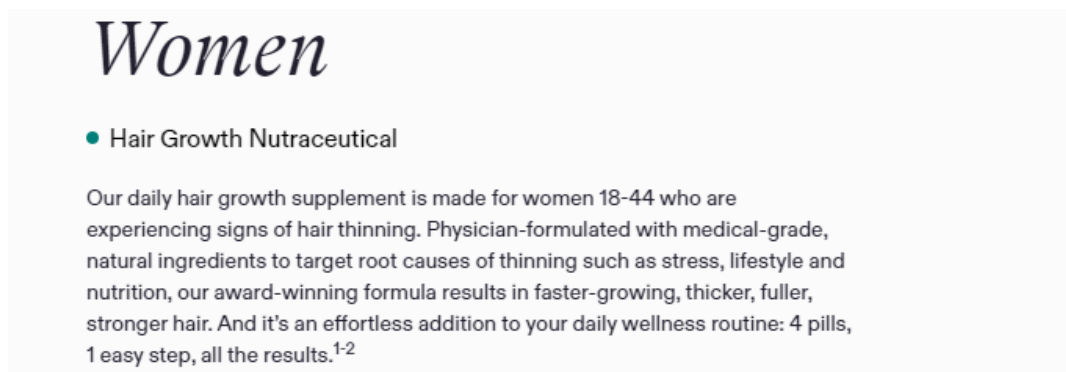 Women
Hair Growth Nutraceutical
Our daily hair growth supplement is made for women 18-44 who are
experiencing signs of hair thinning. Physician-formulated with medical-grade,
natural ingredients to target root causes of thinning such as stress, lifestyle and
nutrition, our award-winning formula results in faster-growing, thicker, fuller,
stronger hair. And it’s an effortless addition to your daily wellness routine: 4 pills,
1 easy step, all the results.1-2